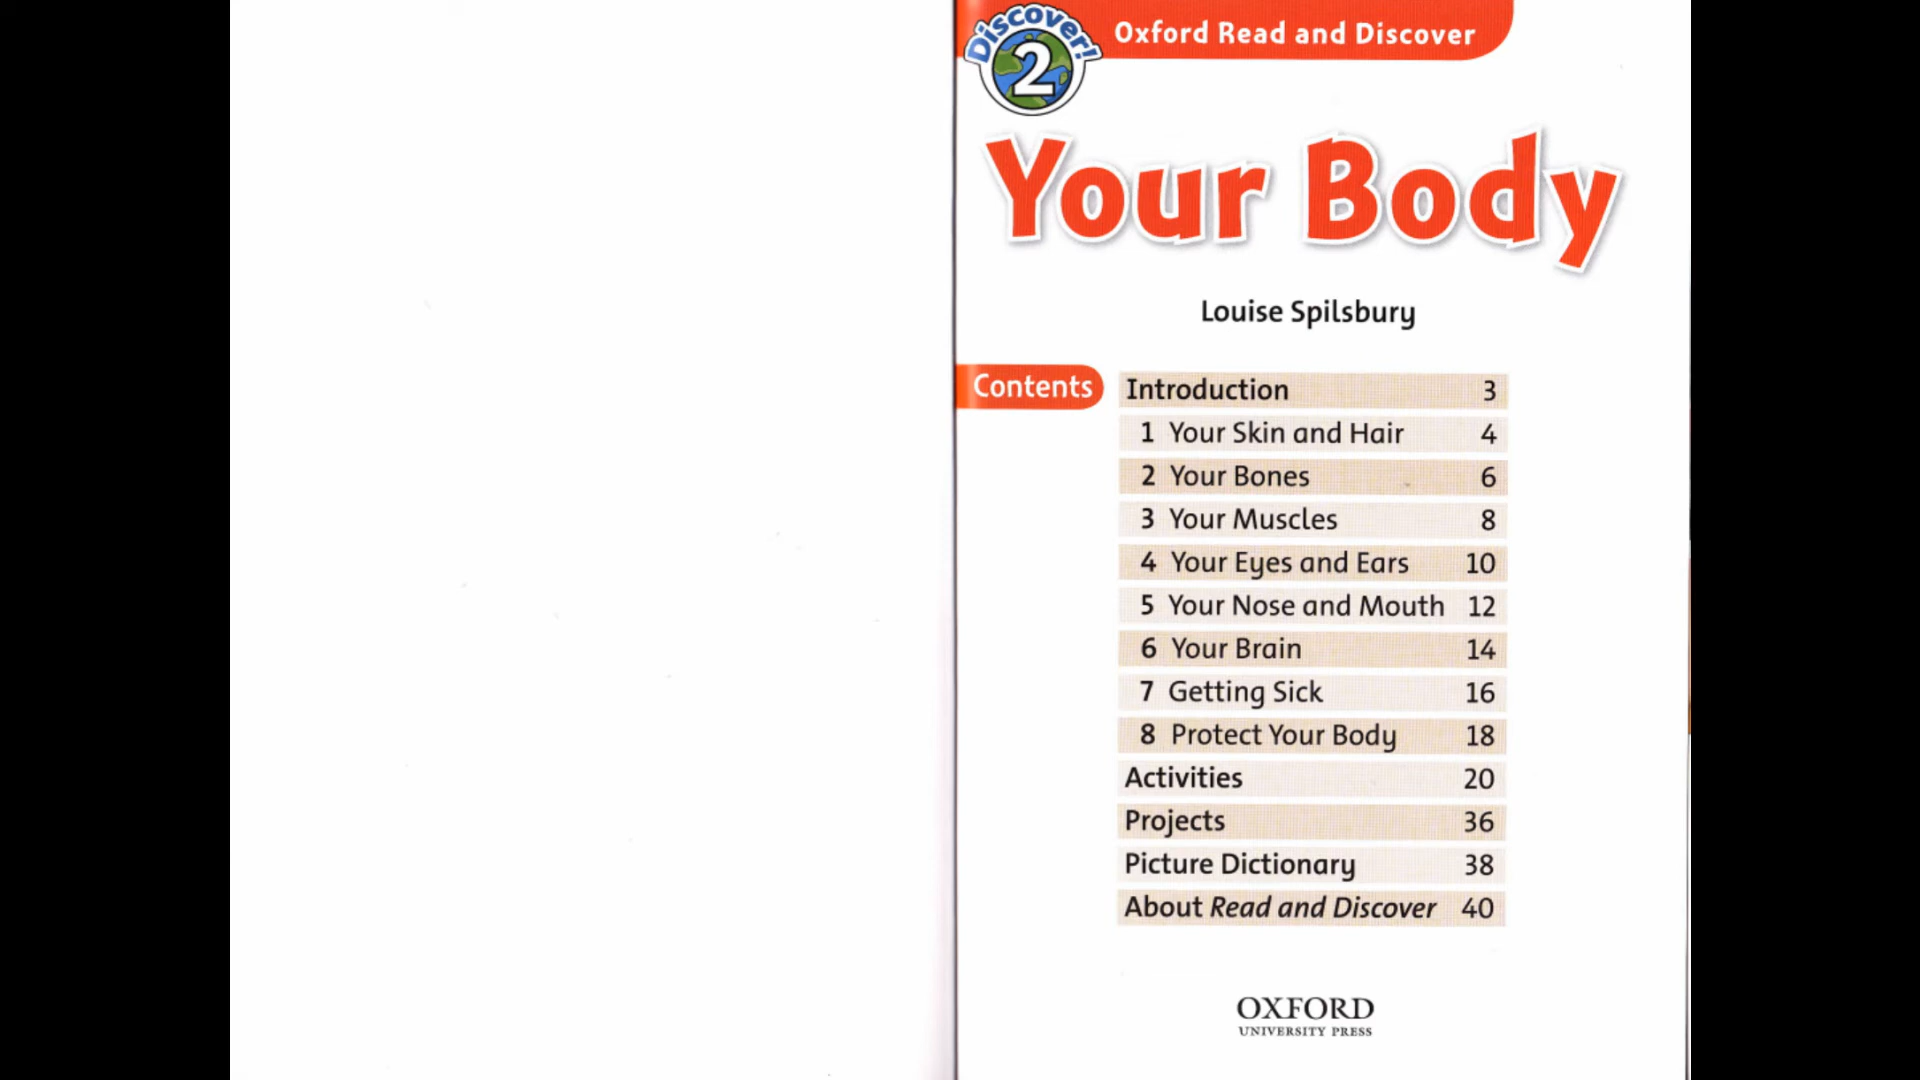 Discover!
2
Oxford Read and Discover
Your Body
Louise Spilsbury
Contents
Introduction 3
1 Your Skin and Hair 4
2 Your Bones 6
3 Your Muscles 8
4 Your Eyes and Ears 10
5 Your Nose and Mouth 12
6 Your Brain 14
7 Getting Sick 16
8 Protect Your Body 18
Activities 20
Projects 36
Picture Dictionary 38
About Read and Discover 40
OXFORD
UNIVERSITY PRESS